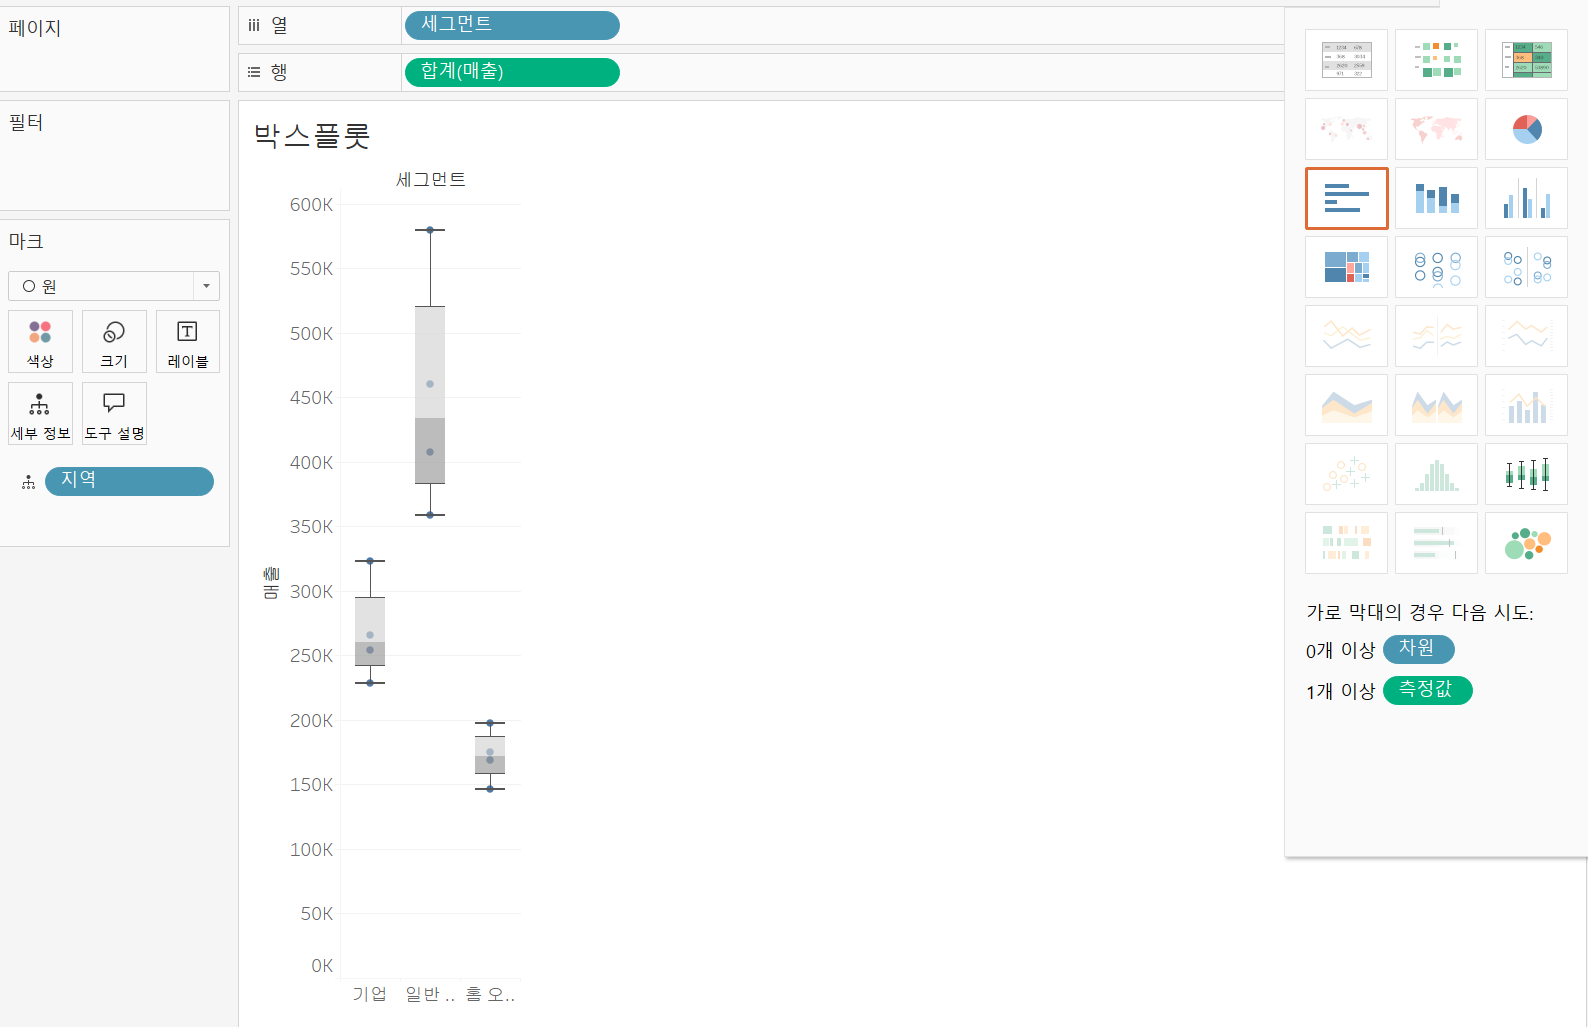 페이지
필터
마크
원
색상
크기
레이블
세부 정보
도구 설명
지역
열
세그먼트
행
합계(매출)
박스플롯
세그먼트
600K
550K
500K
450K
400K
350K
300K
250K
200K
150K
100K
50K
0K
매출
기업
일반 ..
홈 오..
가로 막대의 경우 다음 시도:
0개 이상 차원
1개 이상 측정값